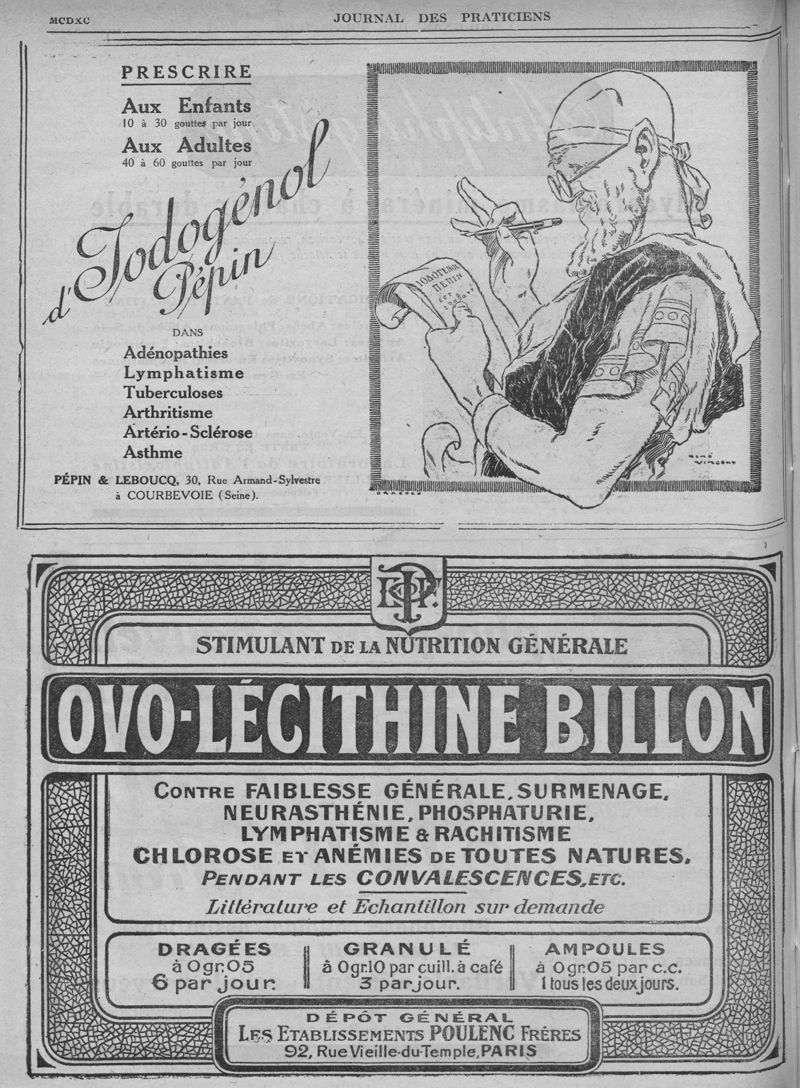 MCDXC
JOURNAL DES PRATICIENS
PRESCRIRE
Aux Enfants
10 à 30 gouttes par jour
Aux Adultes
40 à 60 gouttes par jour
d'Iodogénol
Pépin
DANS
Adénopathies
Lymphatisme
Tuberculoses
Arthritisme
Artério-Sclérose
Asthme
PÉPIN & LEBOUCQ, 30, Rue Armand-Sylvestre
à COURBEVOIE (Seine).
ΠΕΠΙΝ
RENÉ
VINCENT
DRAEGER
STIMULANT DE LA NUTRITION GÉNÉRALE
OVO-LÉCITHINE BILLON
CONTRE FAIBLESSE GÉNÉRALE, SURMENAGE,
NEURASTHÉNIE, PHOSPHATURIE,
LYMPHATISME & RACHITISME
CHLOROSE ET ANÉMIES DE TOUTES NATURES,
PENDANT LES CONVALESCENCES, ETC.
Littérature et Echantillon sur demande
DRAGÉES
à 0gr.05
6 par jour.
GRANULÉ
à 0gr.10 par cuill. à café
3 par jour.
AMPOULES
à 0gr.05 par c.c.
1 tous les deux jours.
DÉPÔT GÉNÉRAL
LES ETABLISSEMENTS POULENC FRÉRES
92, Rue Vieille-du-Temple, PARIS